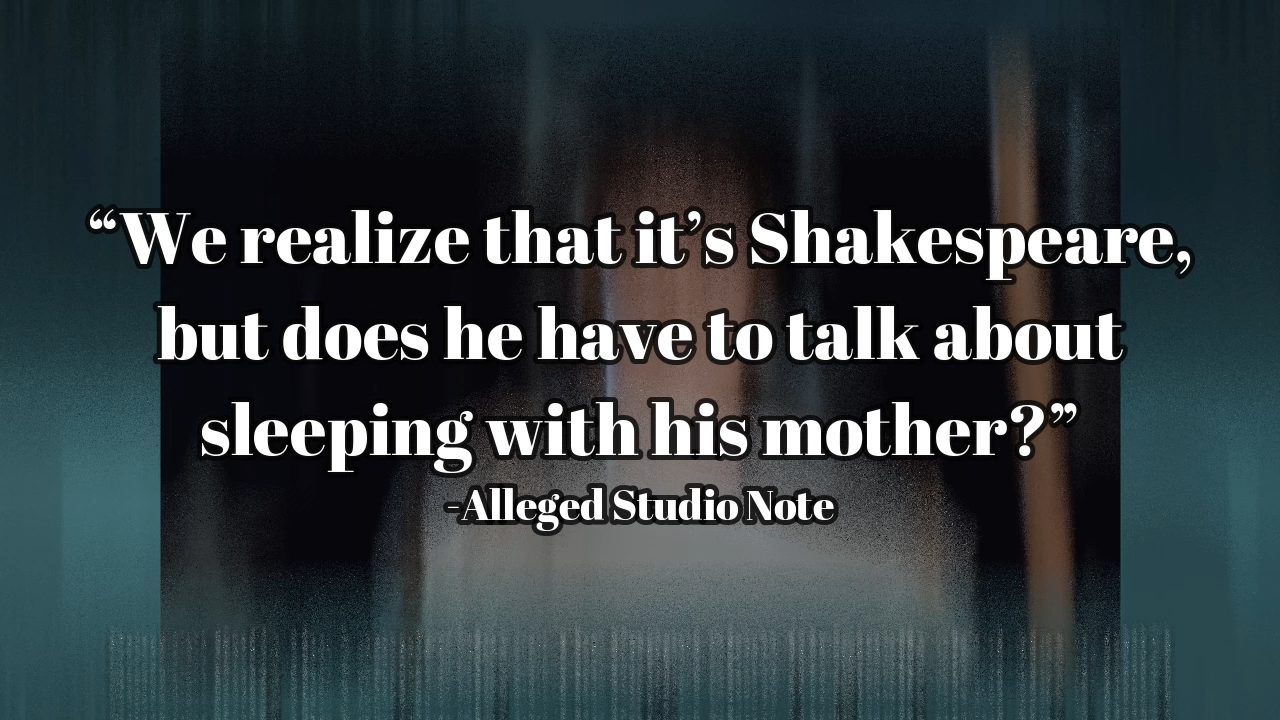 “We realize that it’s Shakespeare,
but does he have to talk about
sleeping with his mother?”
-Alleged Studio Note